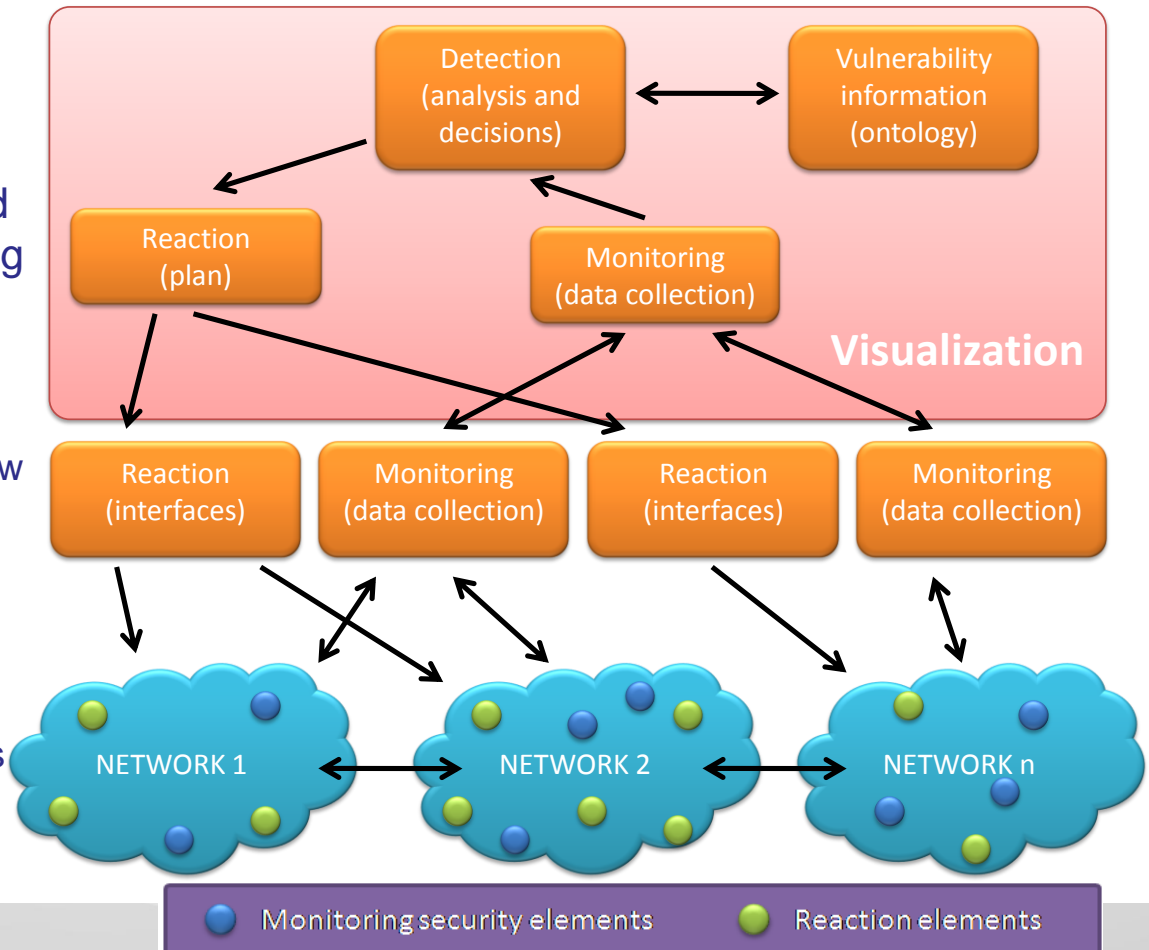 Detection
(analysis and
decisions)
Vulnerability
information
(ontology)
Reaction
(plan)
Monitoring
(data collection)
Visualization
Reaction
(interfaces)
Monitoring
(data collection)
Reaction
(interfaces)
Monitoring
(data collection)
NETWORK 1
NETWORK 2
NETWORK n
Monitoring security elements
Reaction elements